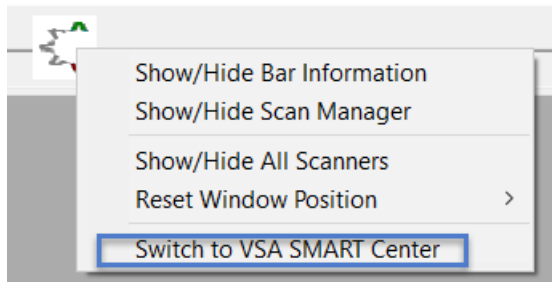 Show/Hide Bar Information
Show/Hide Scan Manager
Show/Hide All Scanners
Reset Window Position
Switch to VSA SMART Center